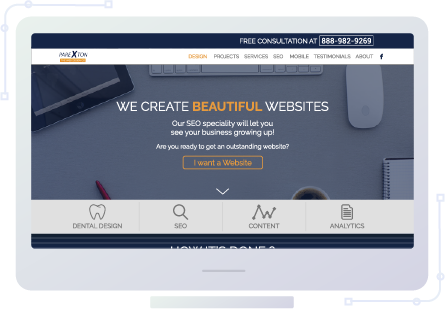 FREE CONSULTATION AT 888-982-9269
PAREXTON
DESIGN PROJECTS SERVICES SEO MOBILE TESTIMONIALS ABOUT f
WE CREATE BEAUTIFUL WEBSITES
Our SEO speciality will let you
see your business growing up!
Are you ready to get an outstanding website?
I want a Website
DENTAL DESIGN SEO CONTENT ANALYTICS
HOW IT'S DONE ?